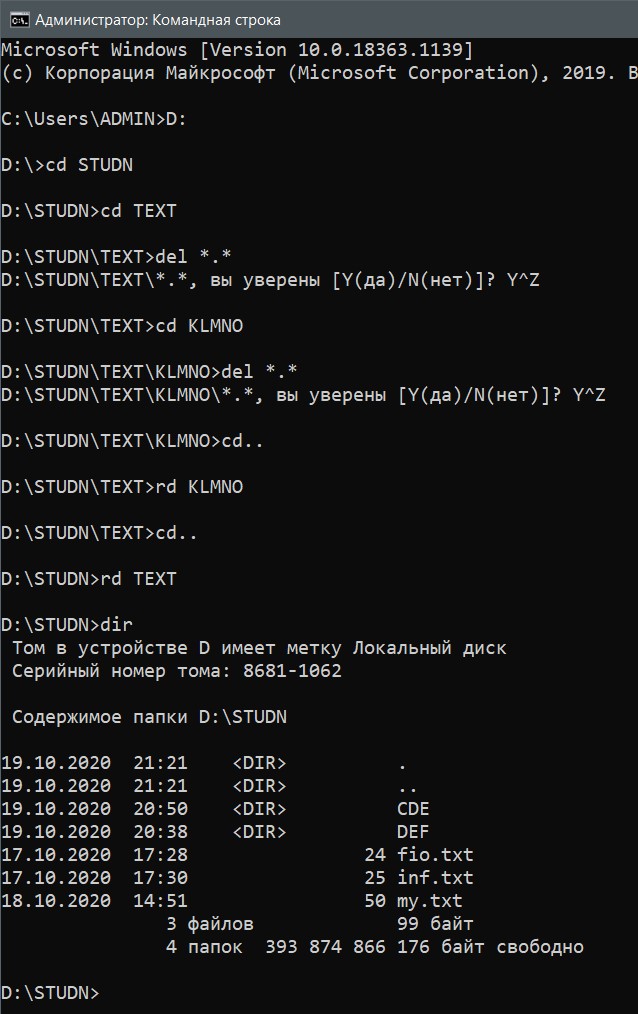 Администратор: Командная строка
Microsoft Windows [Version 10.0.18363.1139]
(c) Корпорация Майкрософт (Microsoft Corporation), 2019. В
C:\Users\ADMIN>D:
D:\>cd STUDN
D:\STUDN>cd TEXT
D:\STUDN\TEXT>del *.*
D:\STUDN\TEXT\*.*, вы уверены [Y(да)/N(нет)]? Y^Z
D:\STUDN\TEXT>cd KLMNO
D:\STUDN\TEXT\KLMNO>del *.*
D:\STUDN\TEXT\KLMNO\*.*, вы уверены [Y(да)/N(нет)]? Y^Z
D:\STUDN\TEXT\KLMNO>cd..
D:\STUDN\TEXT>rd KLMNO
D:\STUDN\TEXT>cd..
D:\STUDN>rd TEXT
D:\STUDN>dir
Том в устройстве D имеет метку Локальный диск
Серийный номер тома: 8681-1062
Содержимое папки D:\STUDN
19.10.2020 21:21 <DIR> .
19.10.2020 21:21 <DIR> ..
19.10.2020 20:50 <DIR> CDE
19.10.2020 20:38 <DIR> DEF
17.10.2020 17:28 24 fio.txt
17.10.2020 17:30 25 inf.txt
18.10.2020 14:51 50 my.txt
3 файлов 99 байт
4 папок 393 874 866 176 байт свободно
D:\STUDN>